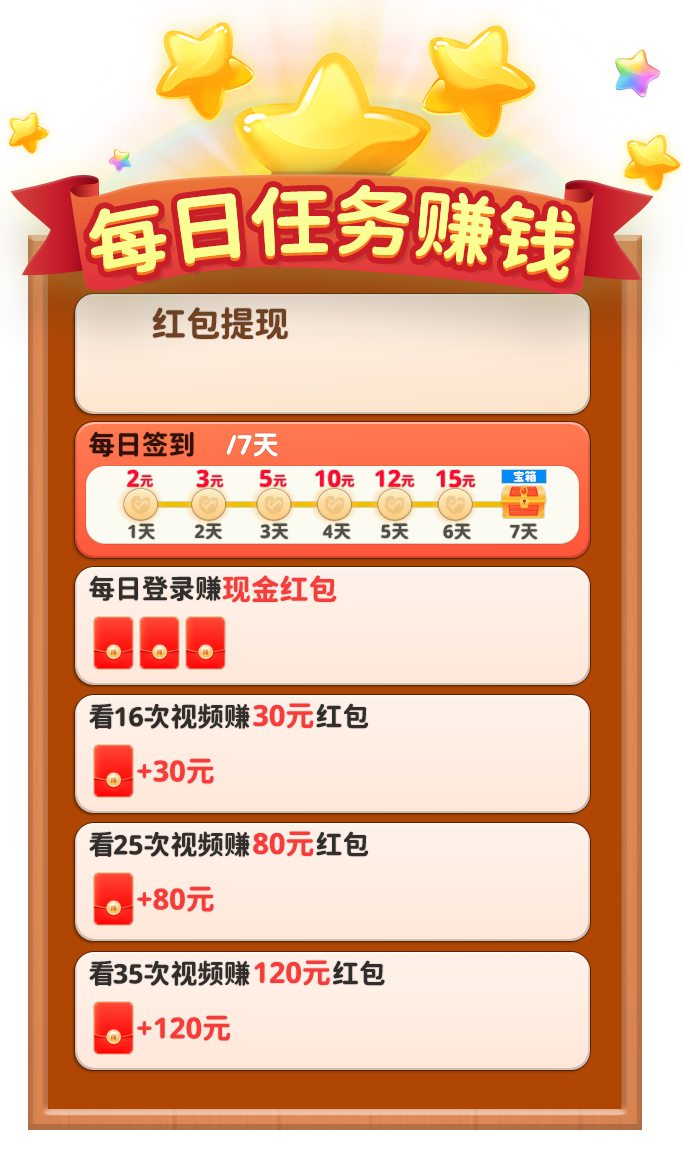 每日任务赚钱
红包提现
每日签到 /7天
2元 3元 5元 10元 12元 15元 宝箱
1天 2天 3天 4天 5天 6天 7天
每日登录赚现金红包
看16次视频赚30元红包
+30元
看25次视频赚80元红包
+80元
看35次视频赚120元红包
+120元